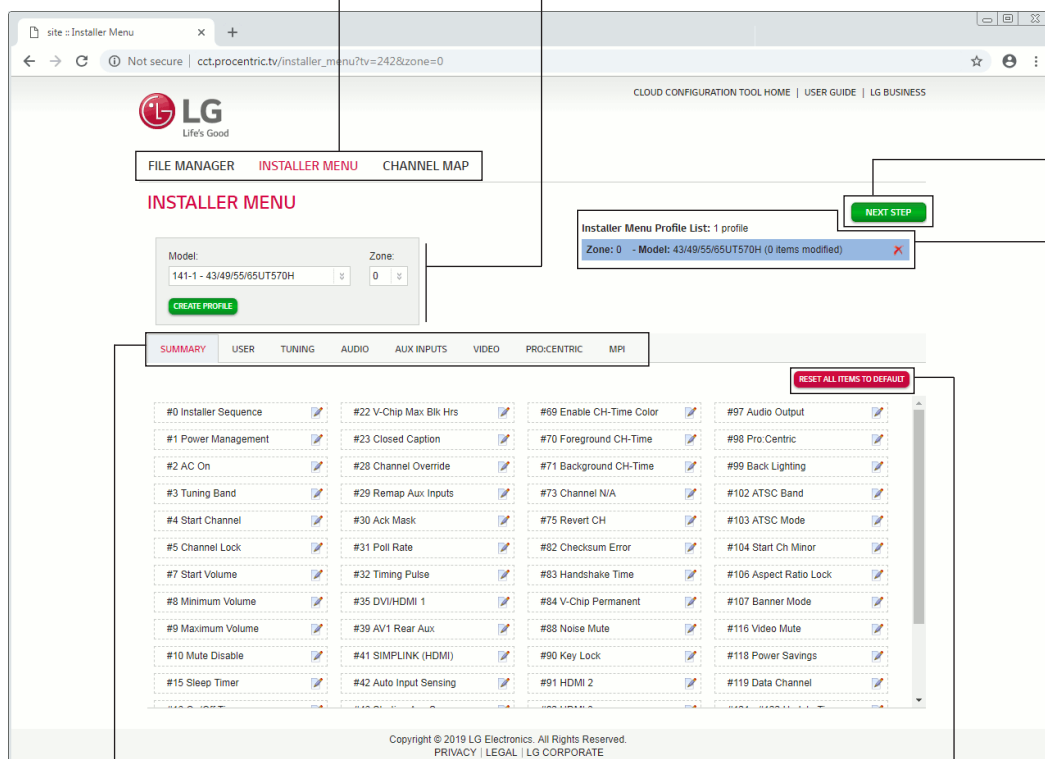 site :: Installer Menu
Not secure | cct.procentric.tv/installer_menu?tv=242&zone=0
CLOUD CONFIGURATION TOOL HOME | USER GUIDE | LG BUSINESS
LG
Life's Good
FILE MANAGER INSTALLER MENU CHANNEL MAP
INSTALLER MENU
NEXT STEP
Installer Menu Profile List: 1 profile
Zone: 0 - Model: 43/49/55/65UT570H (0 items modified)
Model: Zone:
141-1 - 43/49/55/65UT570H 0
CREATE PROFILE
SUMMARY USER TUNING AUDIO AUX INPUTS VIDEO PRO:CENTRIC MPI
RESET ALL ITEMS TO DEFAULT
#0 Installer Sequence #22 V-Chip Max Blk Hrs #69 Enable CH-Time Color #97 Audio Output
#1 Power Management #23 Closed Caption #70 Foreground CH-Time #98 Pro:Centric
#2 AC On #28 Channel Override #71 Background CH-Time #99 Back Lighting
#3 Tuning Band #29 Remap Aux Inputs #73 Channel N/A #102 ATSC Band
#4 Start Channel #30 Ack Mask #75 Revert CH #103 ATSC Mode
#5 Channel Lock #31 Poll Rate #82 Checksum Error #104 Start Ch Minor
#7 Start Volume #32 Timing Pulse #83 Handshake Time #106 Aspect Ratio Lock
#8 Minimum Volume #35 DVI/HDMI 1 #84 V-Chip Permanent #107 Banner Mode
#9 Maximum Volume #39 AV1 Rear Aux #88 Noise Mute #116 Video Mute
#10 Mute Disable #41 SIMPLINK (HDMI) #90 Key Lock #118 Power Savings
#15 Sleep Timer #42 Auto Input Sensing #91 HDMI 2 #119 Data Channel
Copyright © 2019 LG Electronics. All Rights Reserved.
PRIVACY | LEGAL | LG CORPORATE